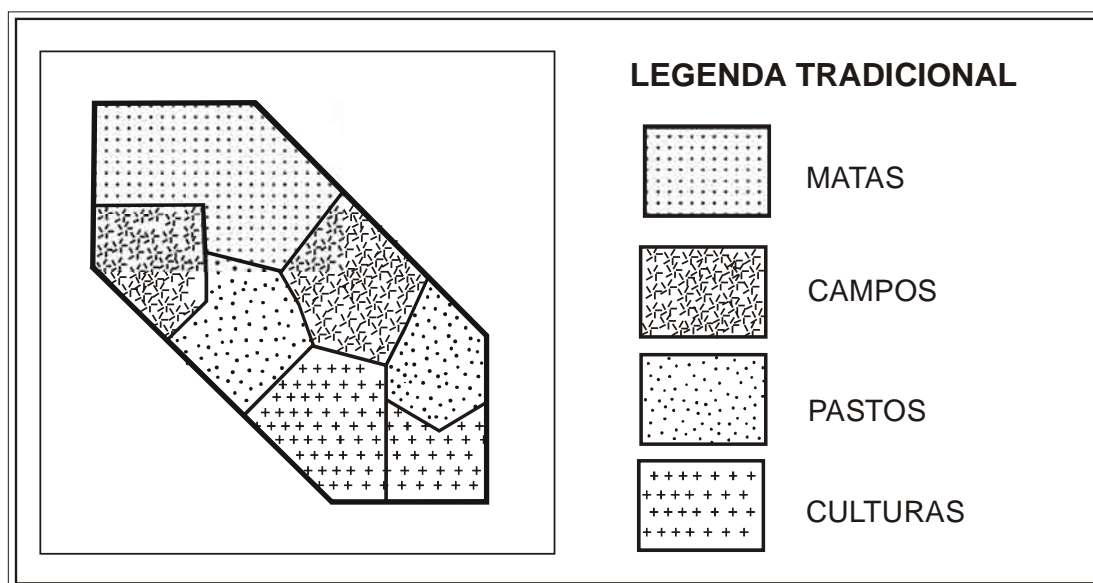 LEGENDA TRADICIONAL
MATAS
CAMPOS
PASTOS
CULTURAS